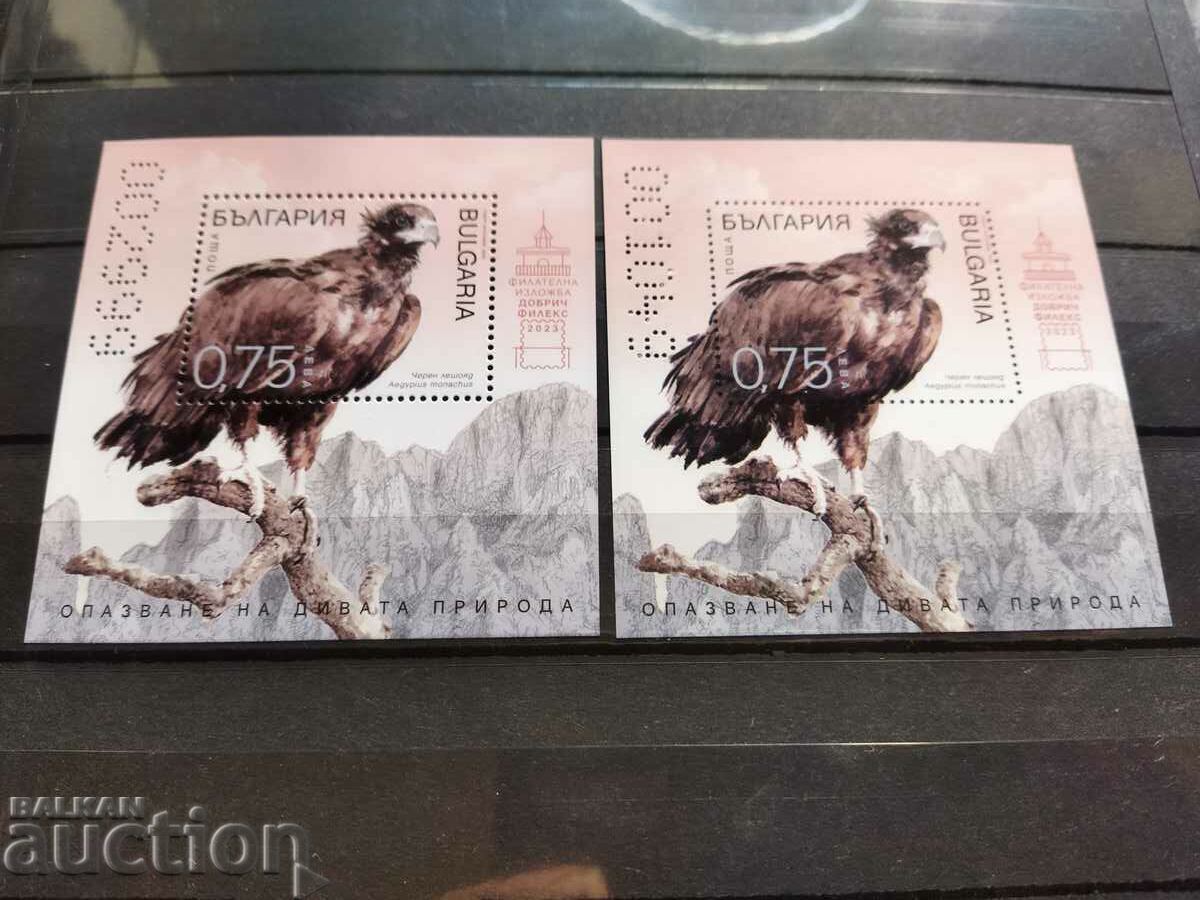 БЪЛГАРИЯ
BULGARIA
ПОЩА
0,75
ЛЕВА
ФИЛАТЕЛНА
ИЗЛОЖБА
ДОБРИЧ
ФИЛЕКС
2023
Черен лешояд
Aegypius monachus
ОПАЗВАНЕ НА ДИВАТА ПРИРОДА
БЪЛГАРИЯ
BULGARIA
ПОЩА
0,75
ЛЕВА
ФИЛАТЕЛНА
ИЗЛОЖБА
ДОБРИЧ
ФИЛЕКС
2023
Черен лешояд
Aegypius monachus
ОПАЗВАНЕ НА ДИВАТА ПРИРОДА
BALKAN
auction